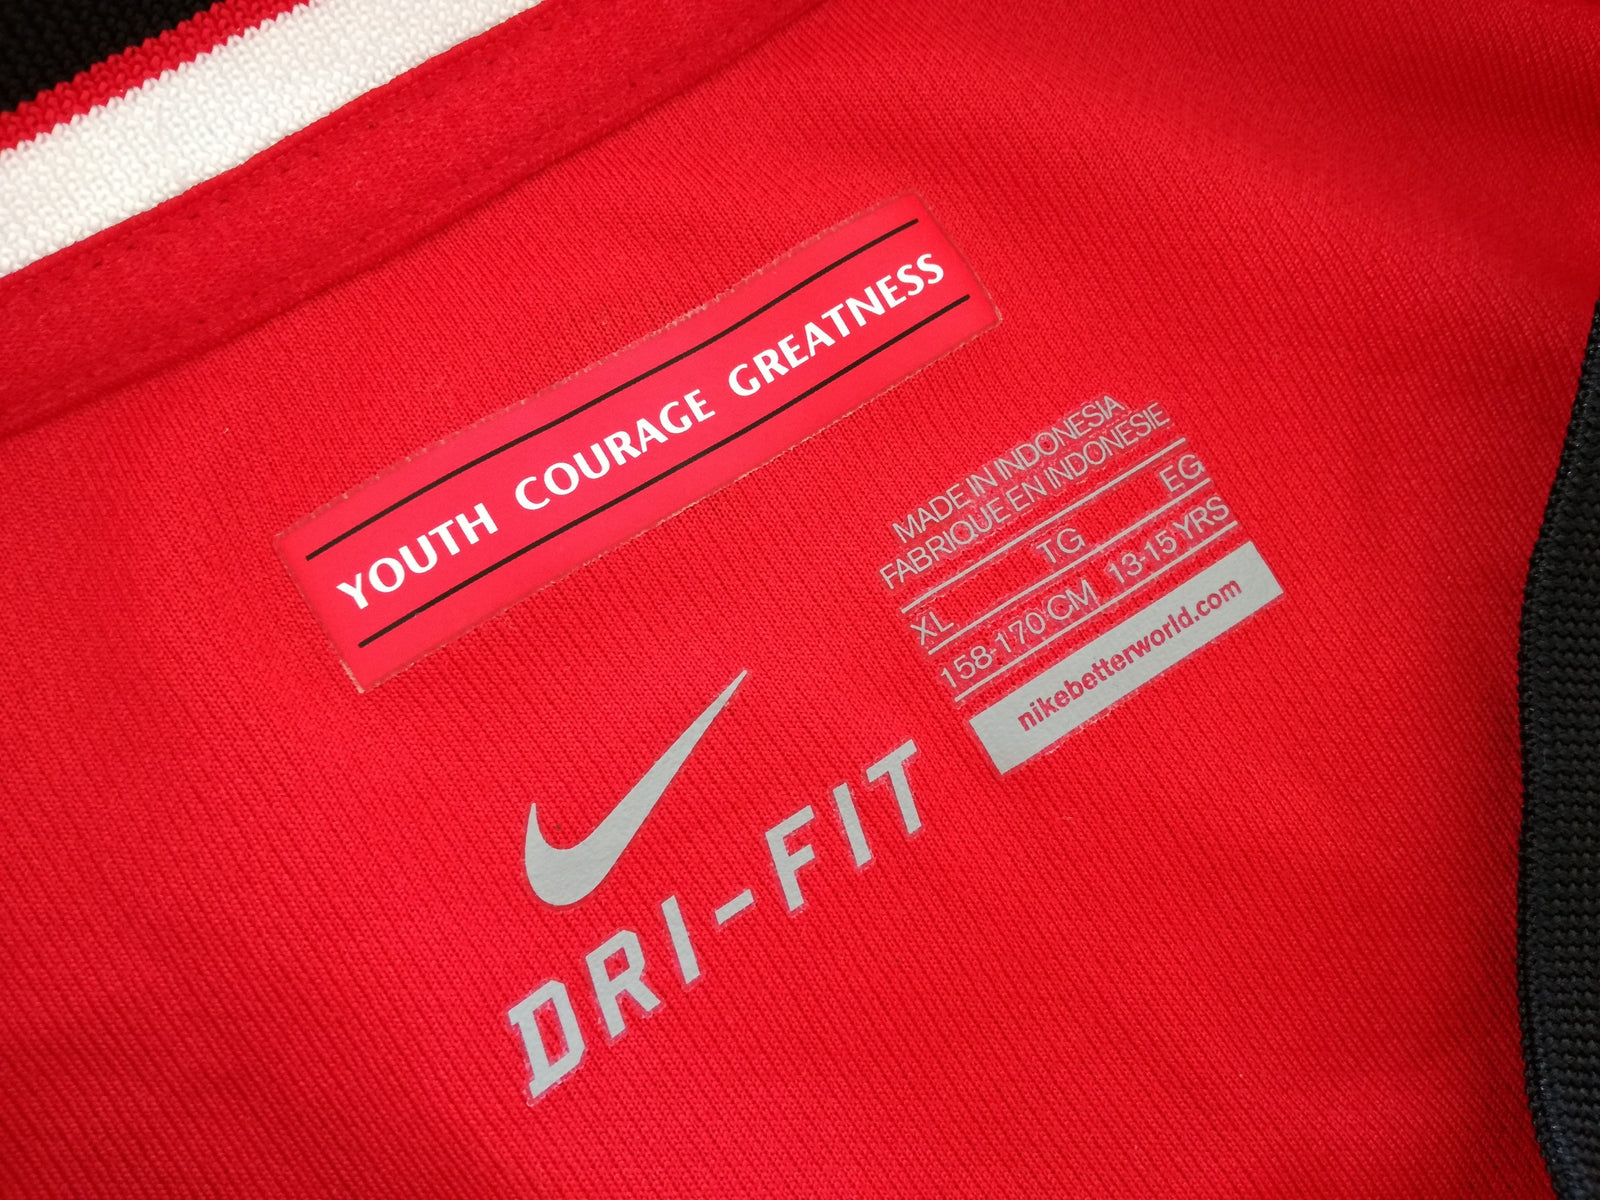 YOUTH COURAGE GREATNESS
MADE IN INDONESIA
FABRIQUE EN INDONESIE
XL TG EG
158-170 CM 13-15 YRS
nikebetterworld.com
DRI-FIT